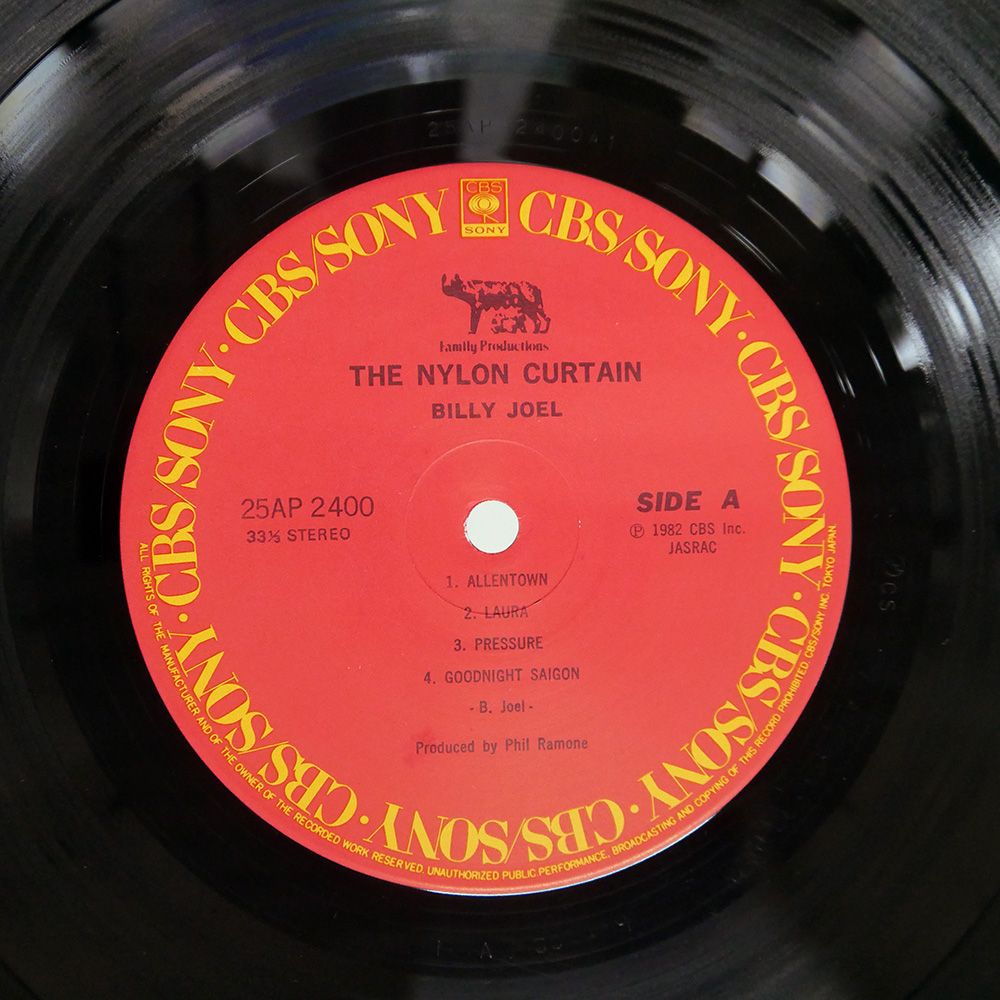 25AP 2400A1
CBS
SONY
CBS/SONY · CBS/SONY · CBS/SONY · CBS/SONY · CBS/SONY · CBS/SONY · CBS/SONY · CBS/SONY · CBS/SONY
Family Productions
THE NYLON CURTAIN
BILLY JOEL
25AP 2400
33⅓ STEREO
SIDE A
Ⓟ 1982 CBS Inc.
JASRAC
1. ALLENTOWN
2. LAURA
3. PRESSURE
4. GOODNIGHT SAIGON
- B. Joel -
Produced by Phil Ramone
ALL RIGHTS OF THE MANUFACTURER AND OF THE OWNER OF THE RECORDED WORK RESERVED. UNAUTHORIZED PUBLIC PERFORMANCE, BROADCASTING AND COPYING OF THIS RECORD PROHIBITED. CBS/SONY INC. TOKYO JAPAN